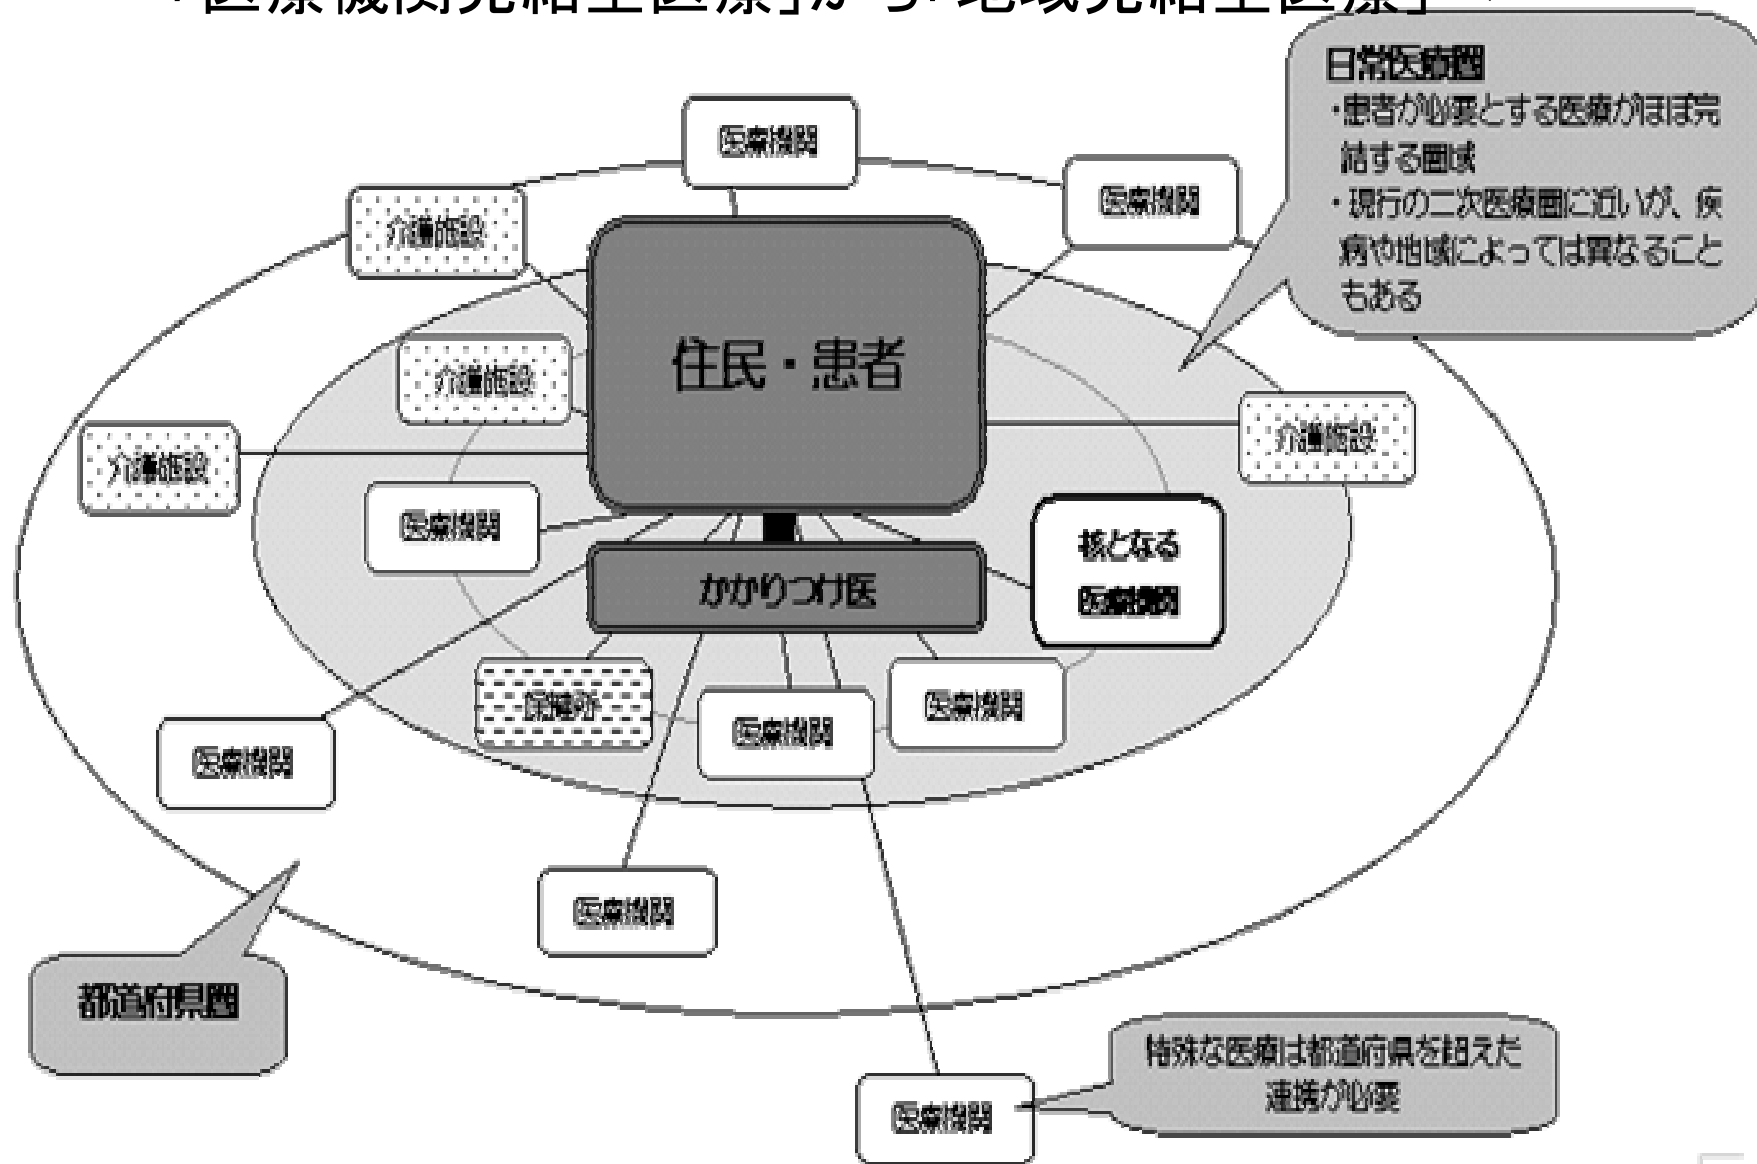 「医療機関完結型医療」から「地域完結型医療」へ
日常医療圏
・患者が必要とする医療がほぼ完
結する圏域
・現行の二次医療圏に近いが、疾
病や地域によっては異なること
もある
医療機関
医療機関
介護施設
住民・患者
介護施設
介護施設
介護施設
医療機関
核となる
医療機関
かかりつけ医
保健所
医療機関
医療機関
医療機関
医療機関
都道府県圏
特殊な医療は都道府県を超えた
連携が必要
医療機関